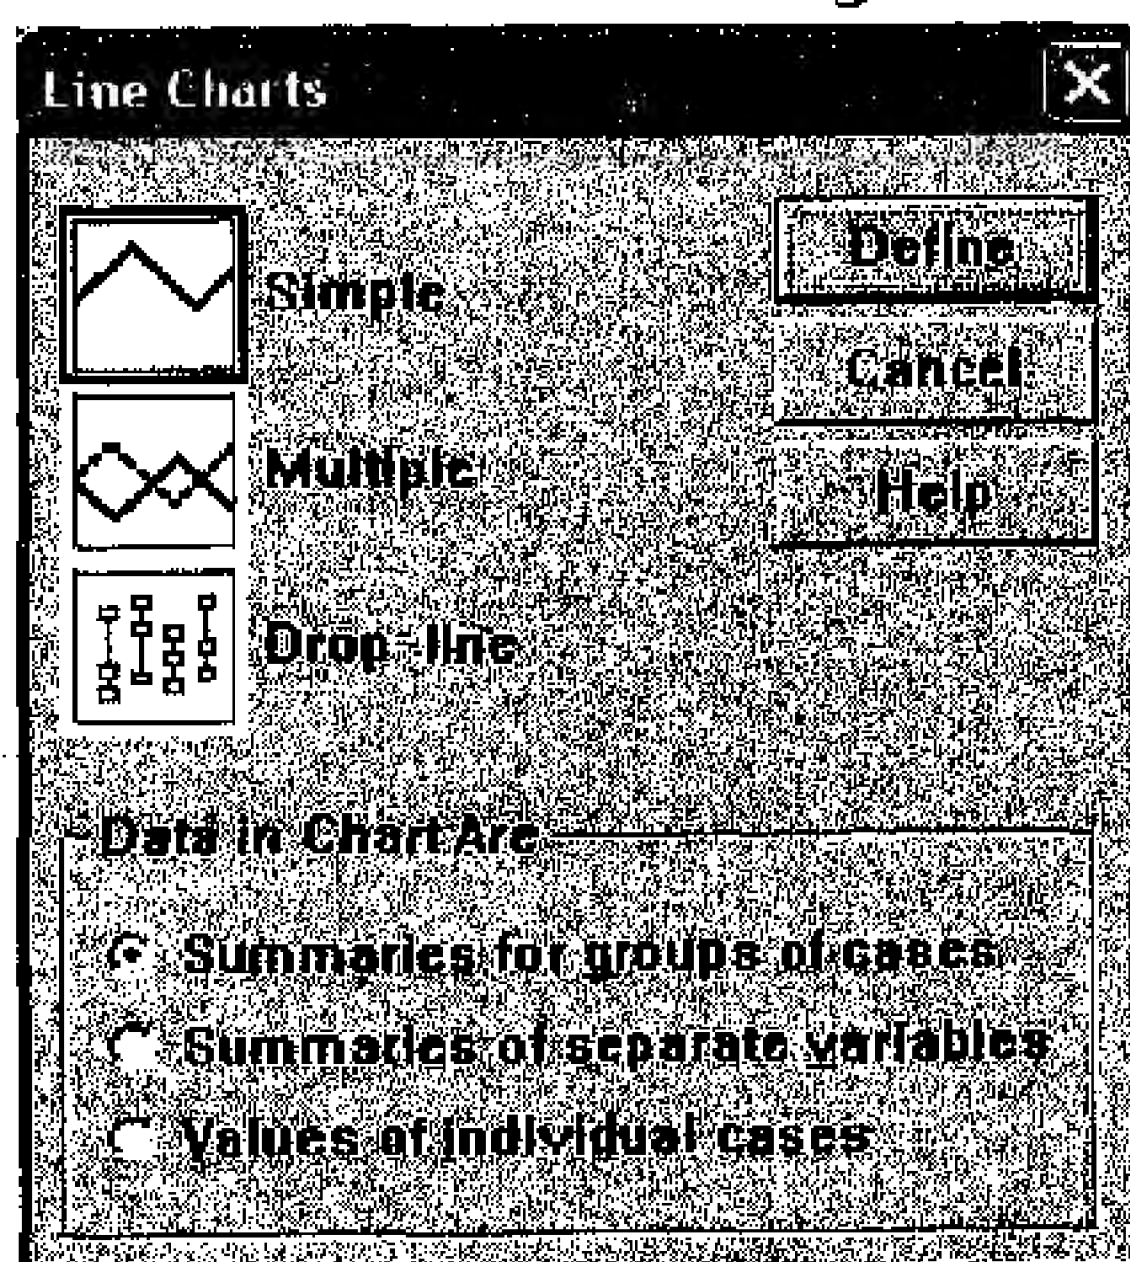 Line Charts
Simple
Multiple
Drop-line
Define
Cancel
Help
Data in Chart Are
Summaries for groups of cases
Summaries of separate variables
Values of individual cases